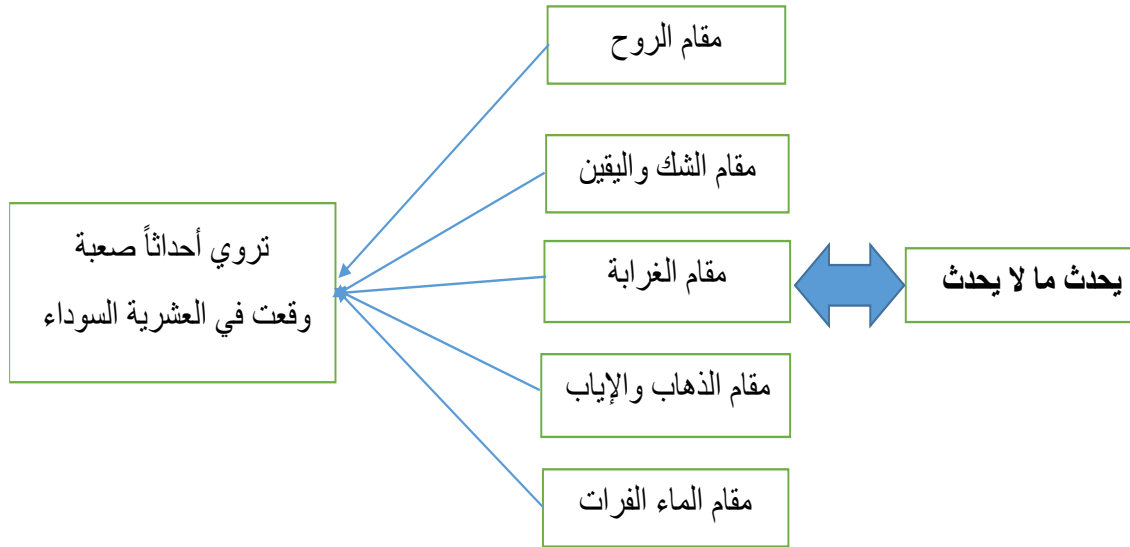 مقام الروح
مقام الشك واليقين
يحدث ما لا يحدث
مقام الغرابة
تروي أحداثاً صعبة
وقعت في العشرية السوداء
مقام الذهاب والإياب
مقام الماء الفرات